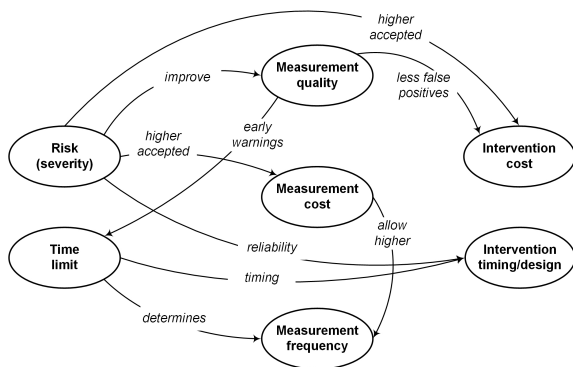 higher
accepted
Measurement
quality
improve
less false
positives
early
warnings
higher
accepted
Risk
(severity)
Intervention
cost
Measurement
cost
allow
higher
Time
limit
reliability
Intervention
timing/design
timing
determines
Measurement
frequency